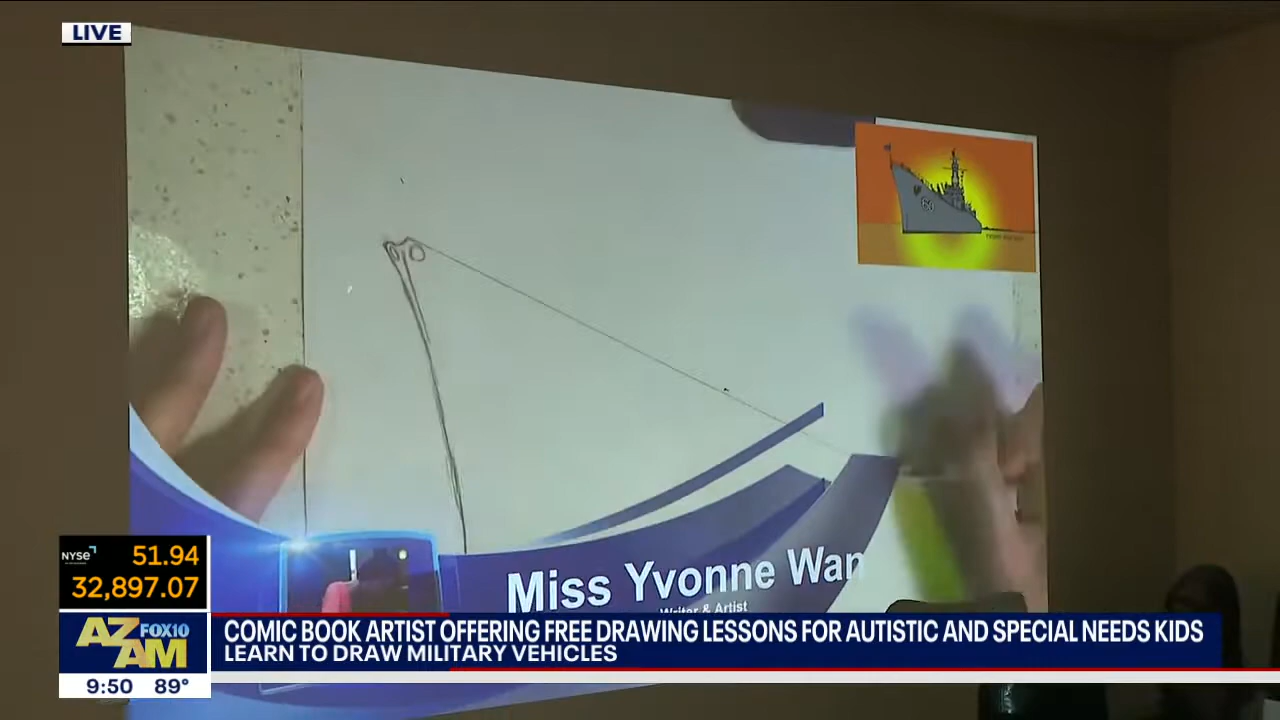 LIVE
Miss Yvonne Wan
Writer & Artist
NYSE
51.94
32,897.07
AZ
FOX10
AM
9:50 89°
COMIC BOOK ARTIST OFFERING FREE DRAWING LESSONS FOR AUTISTIC AND SPECIAL NEEDS KIDS
LEARN TO DRAW MILITARY VEHICLES